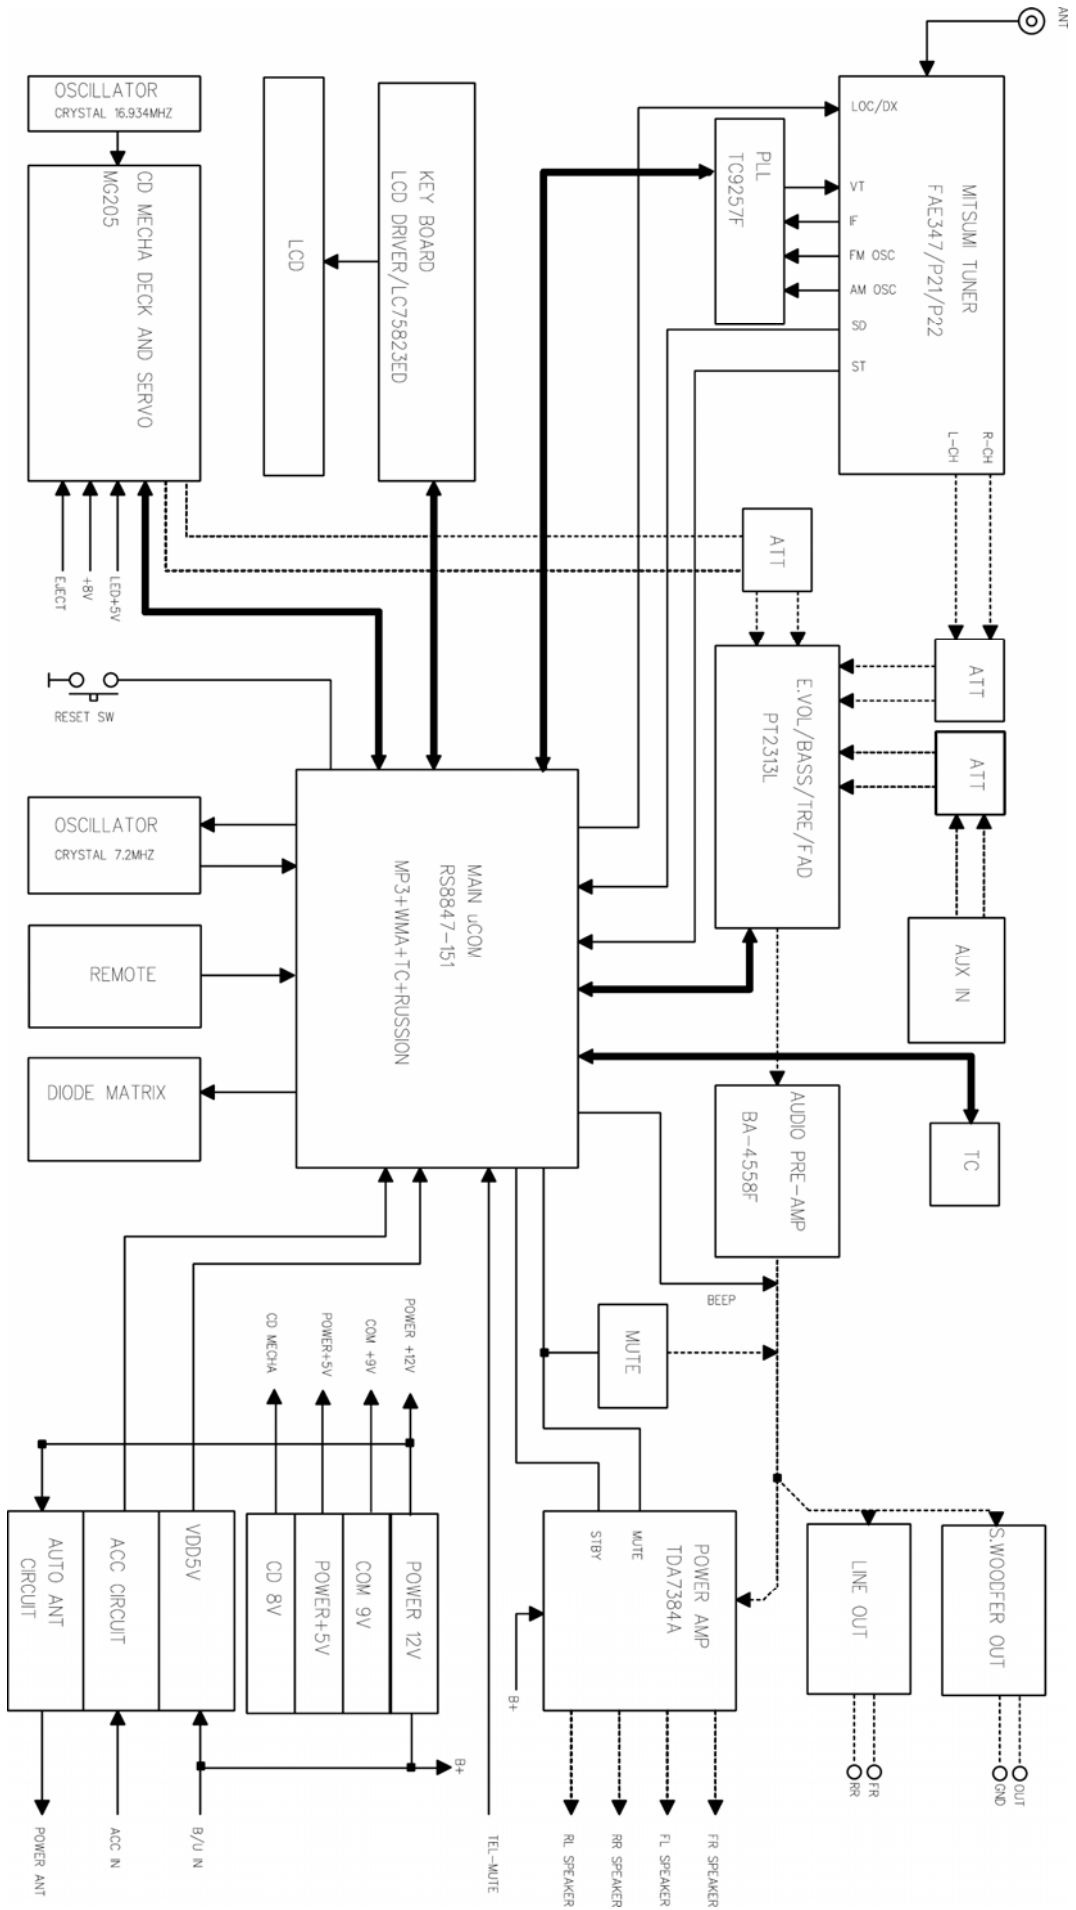 ANT
OSCILLATOR
CRYSTAL 16.934MHZ
CD MECHA DECK AND SERVO
MG205
LCD
KEY BOARD
LCD DRIVER/LC75823ED
PLL
TC9257F
LOC/DX
VT
IF
FM OSC
AM OSC
SD
ST
MITSUMI TUNER
FAE347/P21/P22
R-CH
L-CH
EJECT
+8V
LED+5V
ATT
ATT
ATT
RESET SW
E.VOL/BASS/TRE/FAD
PT2313L
AUX IN
OSCILLATOR
CRYSTAL 7.2MHZ
REMOTE
DIODE MATRIX
MAIN uCOM
RS8847-151
MP3+WMA+TC+RUSSION
AUDIO PRE-AMP
BA-4558F
TC
BEEP
MUTE
CD MECHA
POWER+5V
COM +9V
POWER +12V
AUTO ANT
CIRCUIT
ACC CIRCUIT
VDD5V
CD 8V
POWER+5V
COM 9V
POWER 12V
STBY
MUTE
POWER AMP
TDA7384A
LINE OUT
S.WOODFER OUT
B+
B+
RR
FR
GND
OUT
POWER ANT
ACC IN
B/U IN
TEL-MUTE
RL SPEAKER
RR SPEAKER
FL SPEAKER
FR SPEAKER